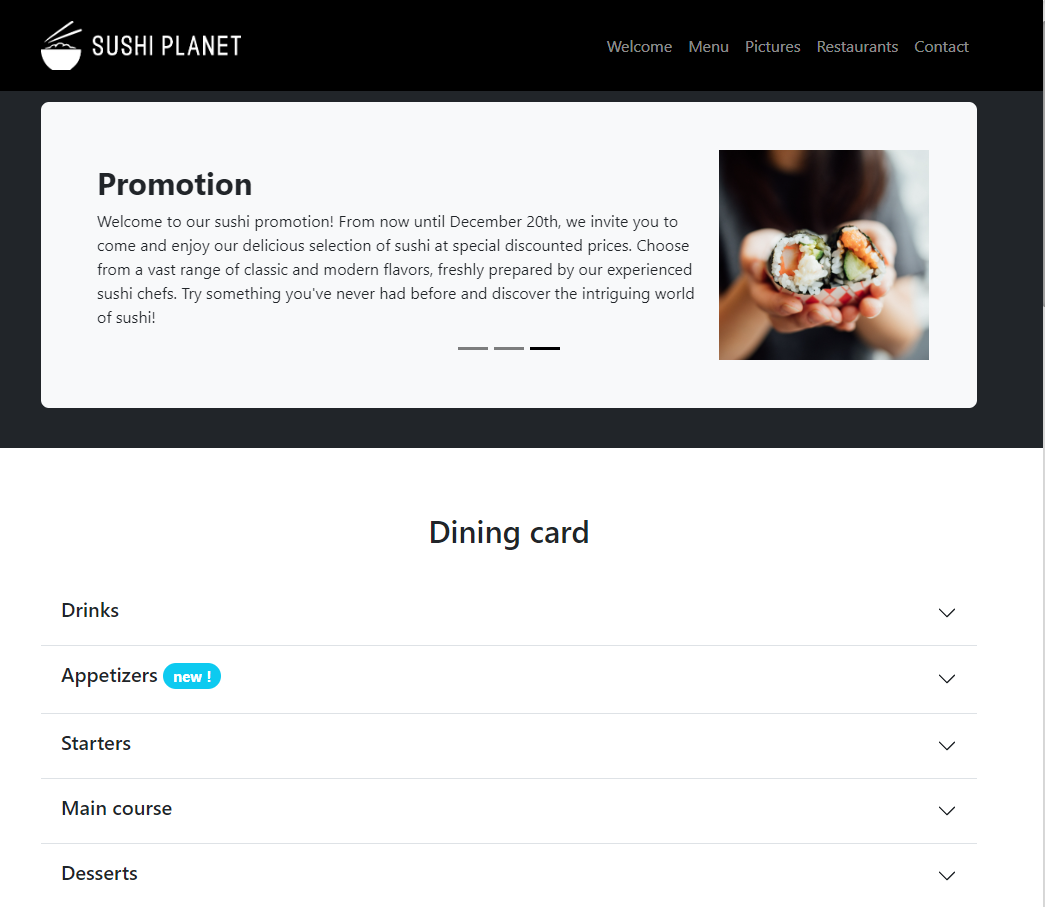 SUSHI PLANET
Welcome Menu Pictures Restaurants Contact
Promotion
Welcome to our sushi promotion! From now until December 20th, we invite you to
come and enjoy our delicious selection of sushi at special discounted prices. Choose
from a vast range of classic and modern flavors, freshly prepared by our experienced
sushi chefs. Try something you've never had before and discover the intriguing world
of sushi!
Dining card
Drinks
Appetizers new !
Starters
Main course
Desserts